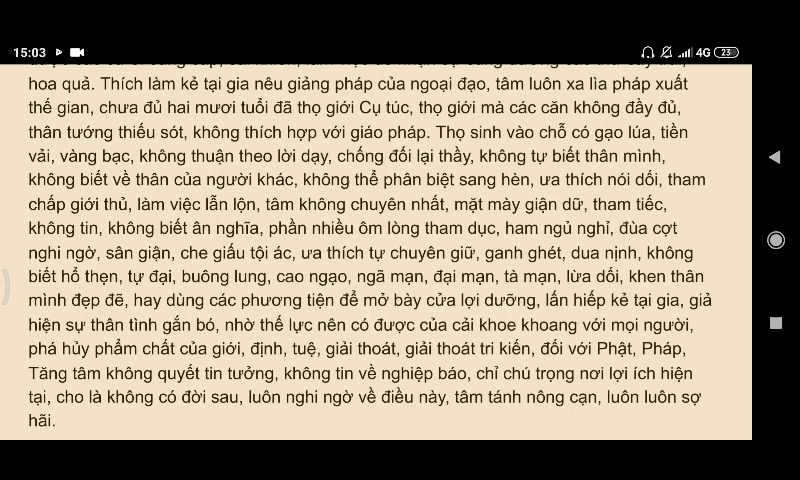 15:03
4G 23
hoa quả. Thích làm kẻ tại gia nêu giảng pháp của ngoại đạo, tâm luôn xa lìa pháp xuất
thế gian, chưa đủ hai mươi tuổi đã thọ giới Cụ túc, thọ giới mà các căn không đầy đủ,
thân tướng thiếu sót, không thích hợp với giáo pháp. Thọ sinh vào chỗ có gạo lúa, tiền
vải, vàng bạc, không thuận theo lời dạy, chống đối lại thầy, không tự biết thân mình,
không biết về thân của người khác, không thể phân biệt sang hèn, ưa thích nói dối, tham
chấp giới thủ, làm việc lẫn lộn, tâm không chuyên nhất, mặt mày giận dữ, tham tiếc,
không tin, không biết ân nghĩa, phần nhiều ôm lòng tham dục, ham ngủ nghỉ, đùa cợt
nghi ngờ, sân giận, che giấu tội ác, ưa thích tự chuyên giữ, ganh ghét, dua nịnh, không
biết hổ thẹn, tự đại, buông lung, cao ngạo, ngã mạn, đại mạn, tà mạn, lừa dối, khen thân
mình đẹp đẽ, hay dùng các phương tiện để mở bày cửa lợi dưỡng, lấn hiếp kẻ tại gia, giả
hiện sự thân tình gắn bó, nhờ thế lực nên có được của cải khoe khoang với mọi người,
phá hủy phẩm chất của giới, định, tuệ, giải thoát, giải thoát tri kiến, đối với Phật, Pháp,
Tăng tâm không quyết tin tưởng, không tin về nghiệp báo, chỉ chú trọng nơi lợi ích hiện
tại, cho là không có đời sau, luôn nghi ngờ về điều này, tâm tánh nông cạn, luôn luôn sợ
hãi.